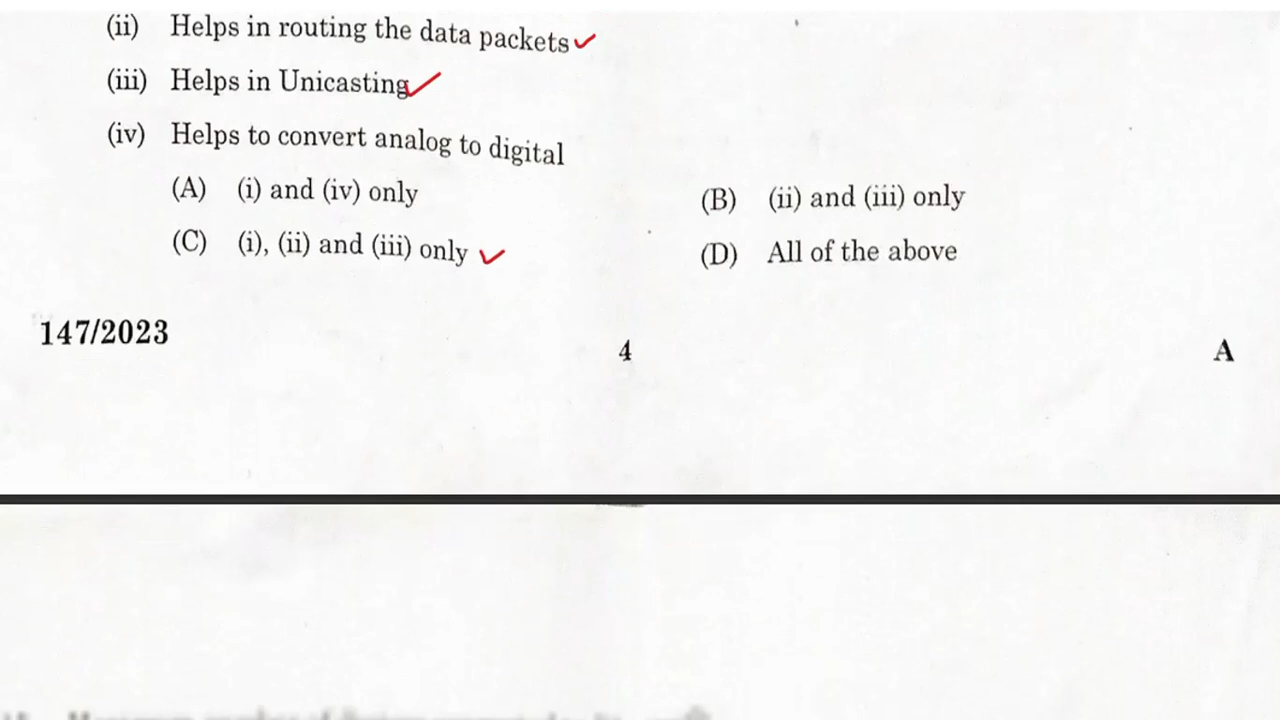 (ii) Helps in routing the data packets
(iii) Helps in Unicasting
(iv) Helps to convert analog to digital
(A) (i) and (iv) only
(B) (ii) and (iii) only
(C) (i), (ii) and (iii) only
(D) All of the above
147/2023
4
A